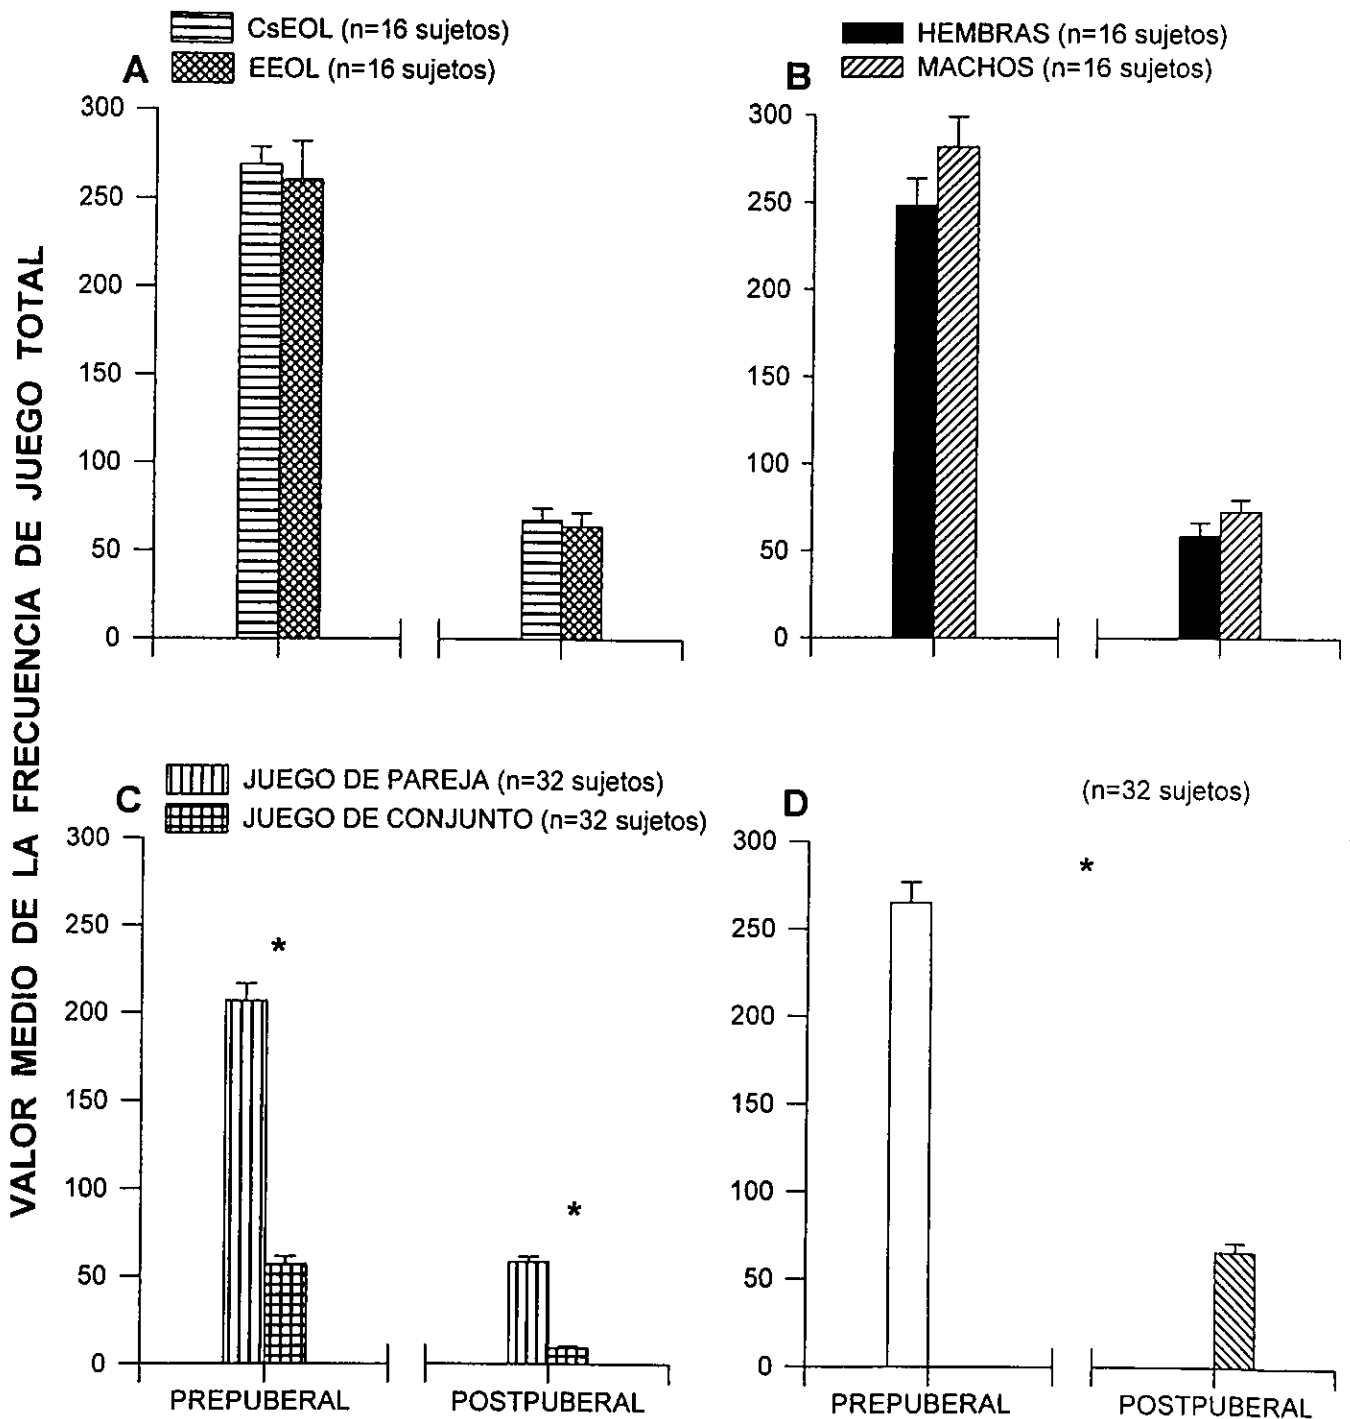 VALOR MEDIO DE LA FRECUENCIA DE JUEGO TOTAL
A
CsEOL (n=16 sujetos)
EEOL (n=16 sujetos)
300
250
200
150
100
50
0
B
HEMBRAS (n=16 sujetos)
MACHOS (n=16 sujetos)
300
250
200
150
100
50
0
C
JUEGO DE PAREJA (n=32 sujetos)
JUEGO DE CONJUNTO (n=32 sujetos)
300
250
200
150
100
50
0
*
*
PREPUBERAL
POSTPUBERAL
D
(n=32 sujetos)
300
250
200
150
100
50
0
*
PREPUBERAL
POSTPUBERAL